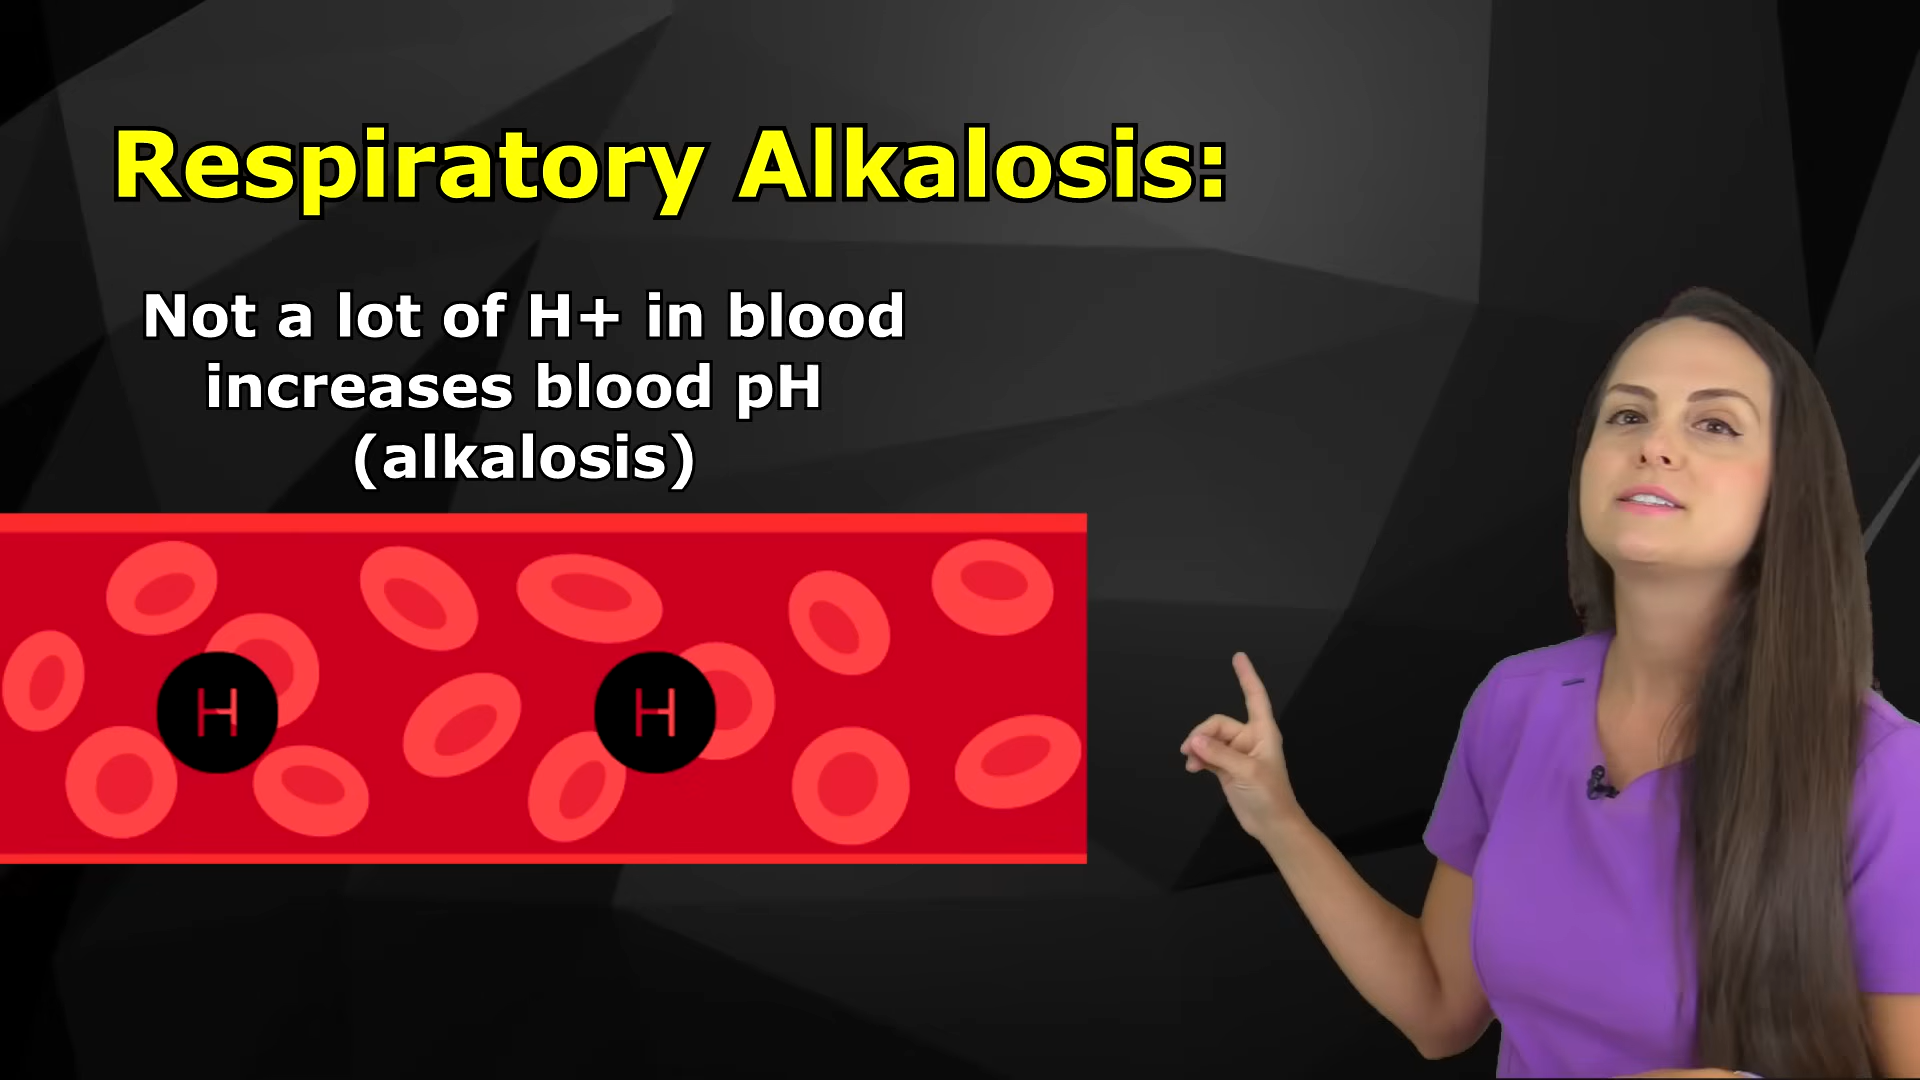 Respiratory Alkalosis:
Not a lot of H+ in blood
increases blood pH
(alkalosis)
H H